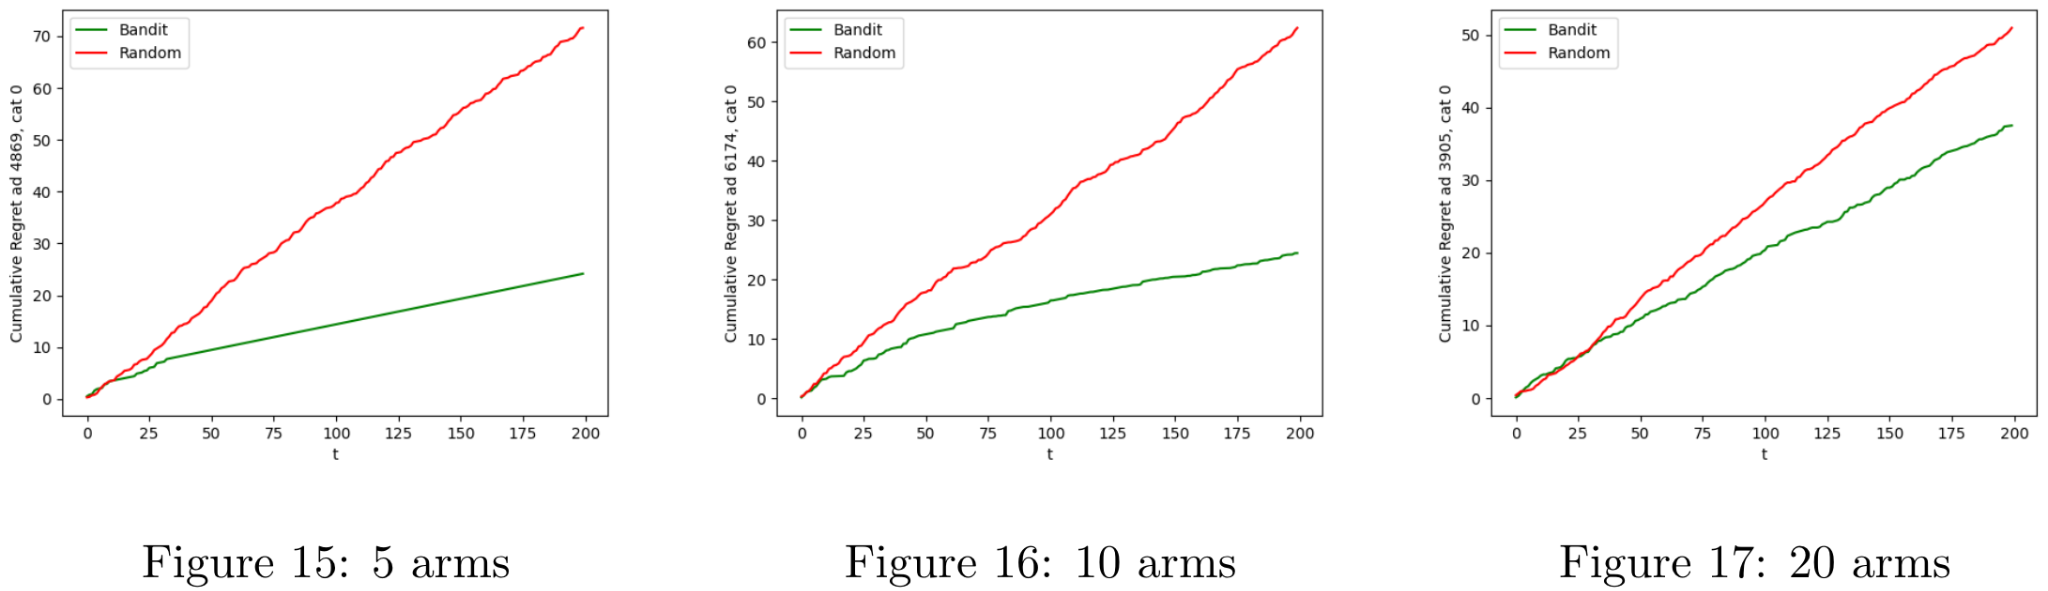 Bandit
Random
Cumulative Regret ad 4869, cat 0
70
60
50
40
30
20
10
0
0 25 50 75 100 125 150 175 200
t
Figure 15: 5 arms
Bandit
Random
Cumulative Regret ad 6174, cat 0
60
50
40
30
20
10
0
0 25 50 75 100 125 150 175 200
t
Figure 16: 10 arms
Bandit
Random
Cumulative Regret ad 3905, cat 0
50
40
30
20
10
0
0 25 50 75 100 125 150 175 200
t
Figure 17: 20 arms